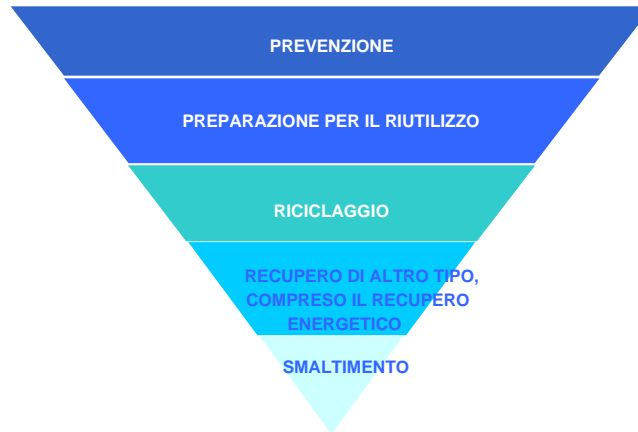 PREVENZIONE
PREPARAZIONE PER IL RIUTILIZZO
RICICLAGGIO
RECUPERO DI ALTRO TIPO,
COMPRESO IL RECUPERO
ENERGETICO
SMALTIMENTO